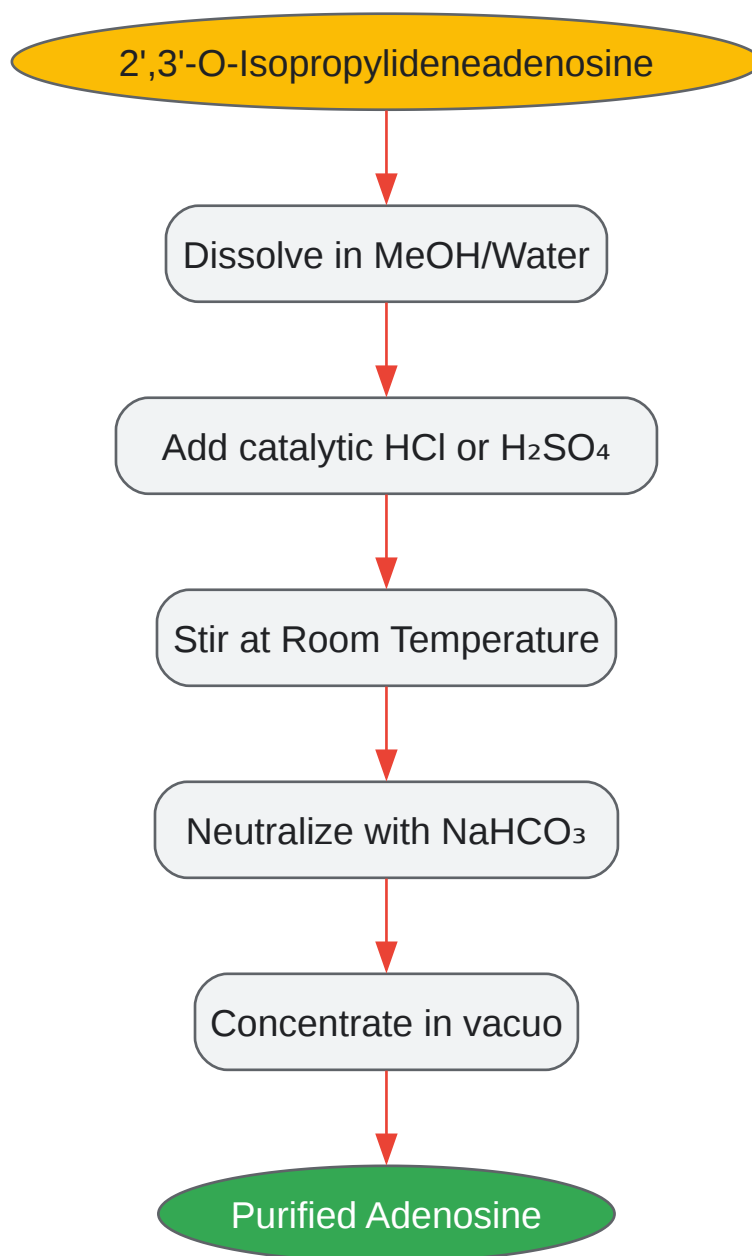 2',3'-O-Isopropylideneadenosine
Dissolve in MeOH/Water
Add catalytic HCl or H₂SO₄
Stir at Room Temperature
Neutralize with NaHCO₃
Concentrate in vacuo
Purified Adenosine